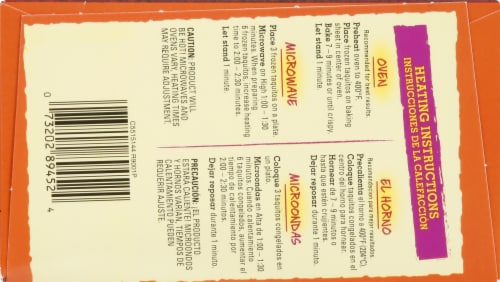 HEATING INSTRUCTIONS
INSTRUCCIONES DE LA CALEFACCION
OVEN
Recommended for best results.
Preheat oven to 400°F.
Place frozen taquitos on baking
sheet in center of oven.
Bake 7 – 9 minutes or until crispy.
Let stand 1 minute.
MICROWAVE
Place 3 frozen taquitos on a plate.
Microwave on High 1:00 – 1:30
minutes. When preparing
6 frozen taquitos, increase heating
time to 2:00 – 2:30 minutes.
Let stand 1 minute.
CAUTION: PRODUCT WILL
BE HOT! MICROWAVES AND
OVENS VARY, HEATING TIMES
MAY REQUIRE ADJUSTMENT.
EL HORNO
Recomendación para mejor resultados
Precaliente el horno a 400°F (204°C).
Coloque taquitos congelados en el
centro del horno para hornear.
Hornear de 7 – 9 minutos o
hasta que estén crujientes.
Dejar reposar durante 1 minuto.
MICROONDAS
Coloque 3 taquitos congelados en
un plato.
Microondas en Alta de 1:00 – 1:30
minutos. Cuando calentamiento
6 taquitos congelados, aumentar el
tiempo de calentamiento por
2:00 – 2:30 minutos.
Dejar reposar durante 1 minuto.
PRECAUCIÓN: EL PRODUCTO
ESTARÁ CALIENTE! MICROONDOS
Y HORNOS VARIAN, TIEMPOS DE
CALENTAMIENTO PUEDEN
REQUERIR AJUSTE.
0 73202 89452 4